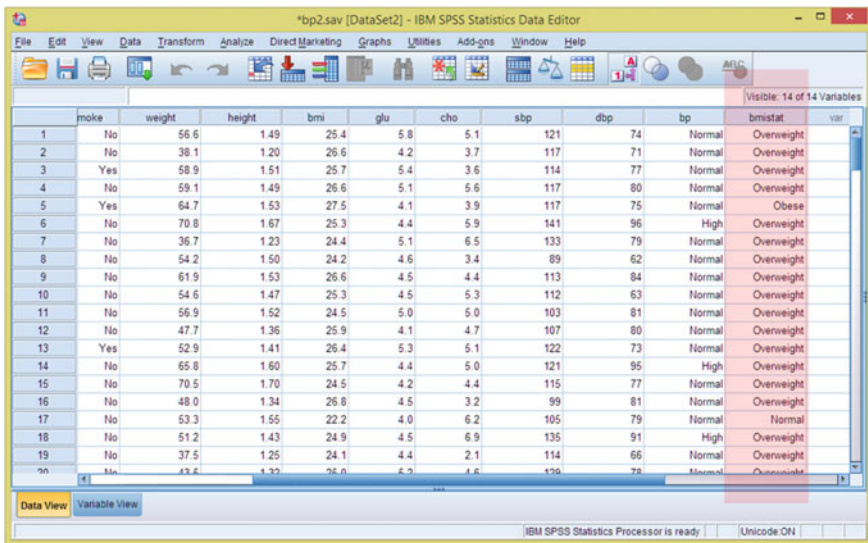 *bp2.sav [DataSet2] - IBM SPSS Statistics Data Editor
File Edit View Data Transform Analyze Direct Marketing Graphs Utilities Add-ons Window Help
Visible: 14 of 14 Variables
moke weight height bmi glu cho sbp dbp bp bmistat var
1 No 56.6 1.49 25.4 5.8 5.1 121 74 Normal Overweight
2 No 38.1 1.20 26.6 4.2 3.7 117 71 Normal Overweight
3 Yes 58.9 1.51 25.7 5.4 3.6 114 77 Normal Overweight
4 No 59.1 1.49 26.6 5.1 5.6 117 80 Normal Overweight
5 Yes 64.7 1.53 27.5 4.1 3.9 117 75 Normal Obese
6 No 70.8 1.67 25.3 4.4 5.9 141 96 High Overweight
7 No 36.7 1.23 24.4 5.1 6.5 133 79 Normal Overweight
8 No 54.2 1.50 24.2 4.6 3.4 89 62 Normal Overweight
9 No 61.9 1.53 26.6 4.5 4.4 113 84 Normal Overweight
10 No 54.6 1.47 25.3 4.5 5.3 112 63 Normal Overweight
11 No 56.9 1.52 24.5 5.0 5.0 103 81 Normal Overweight
12 No 47.7 1.36 25.9 4.1 4.7 107 80 Normal Overweight
13 Yes 52.9 1.41 26.4 5.3 5.1 122 73 Normal Overweight
14 No 65.8 1.60 25.7 4.4 5.0 121 95 High Overweight
15 No 70.5 1.70 24.5 4.2 4.4 115 77 Normal Overweight
16 No 48.0 1.34 26.8 4.5 3.2 99 81 Normal Overweight
17 No 53.3 1.55 22.2 4.0 6.2 105 79 Normal Normal
18 No 51.2 1.43 24.9 4.5 6.9 135 91 High Overweight
19 No 37.5 1.25 24.1 4.4 2.1 114 66 Normal Overweight
20 No 43.6 1.32 Normal Overweight
Data View Variable View
IBM SPSS Statistics Processor is ready Unicode:ON